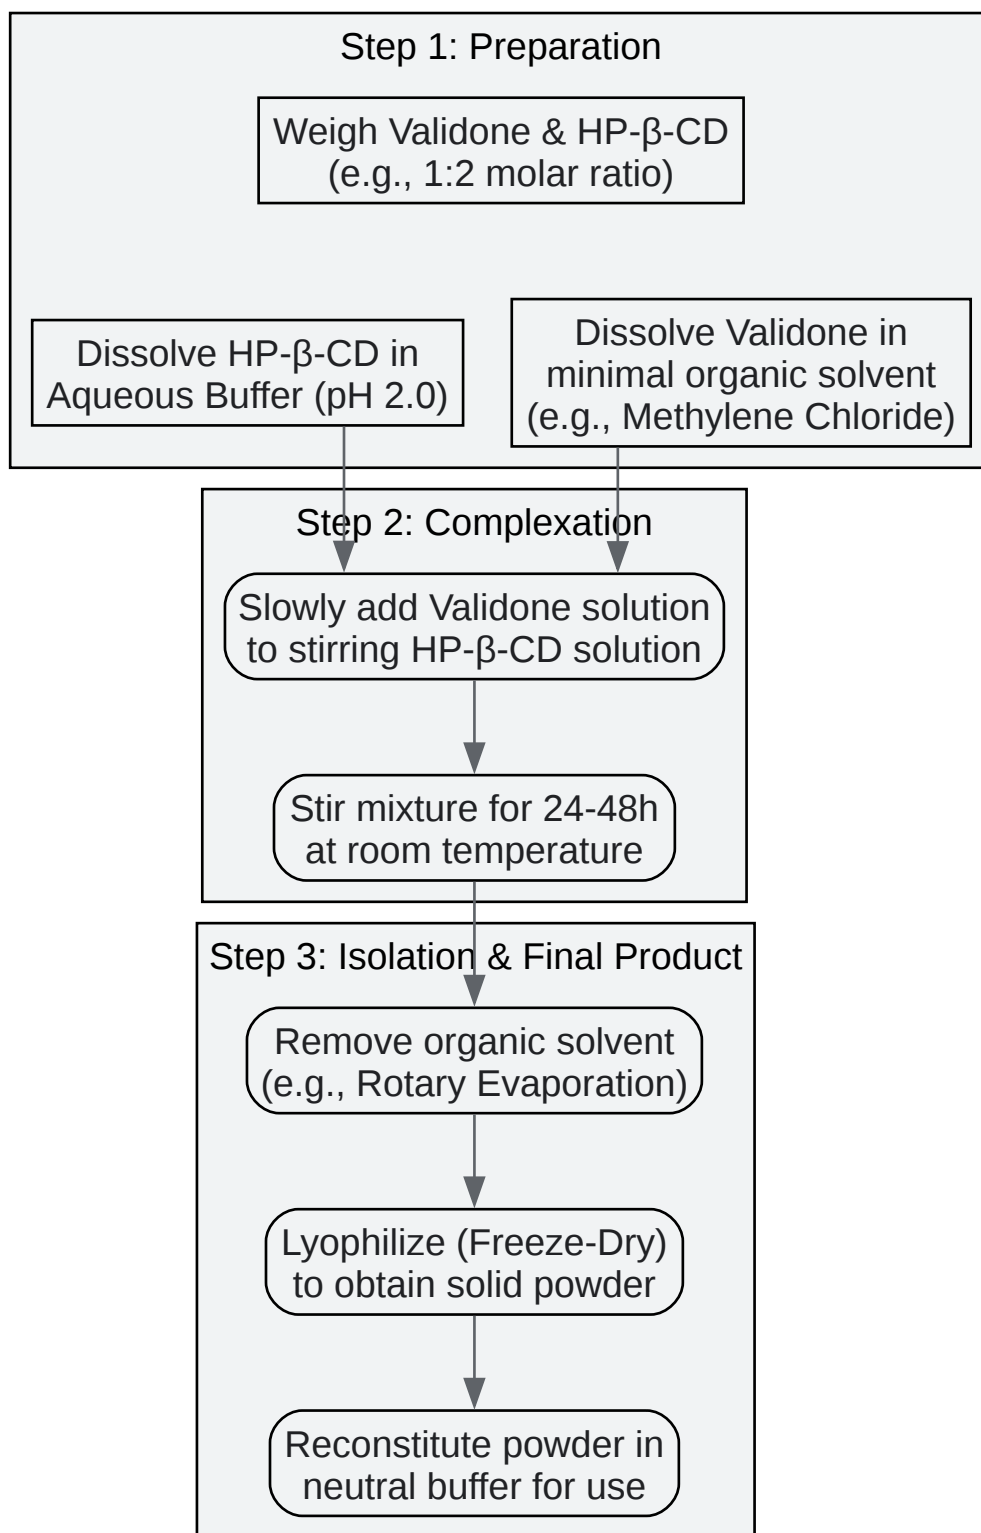 Step 1: Preparation
Weigh Validone & HP-β-CD
(e.g., 1:2 molar ratio)
Dissolve HP-β-CD in
Aqueous Buffer (pH 2.0)
Dissolve Validone in
minimal organic solvent
(e.g., Methylene Chloride)
Step 2: Complexation
Slowly add Validone solution
to stirring HP-β-CD solution
Stir mixture for 24-48h
at room temperature
Step 3: Isolation & Final Product
Remove organic solvent
(e.g., Rotary Evaporation)
Lyophilize (Freeze-Dry)
to obtain solid powder
Reconstitute powder in
neutral buffer for use